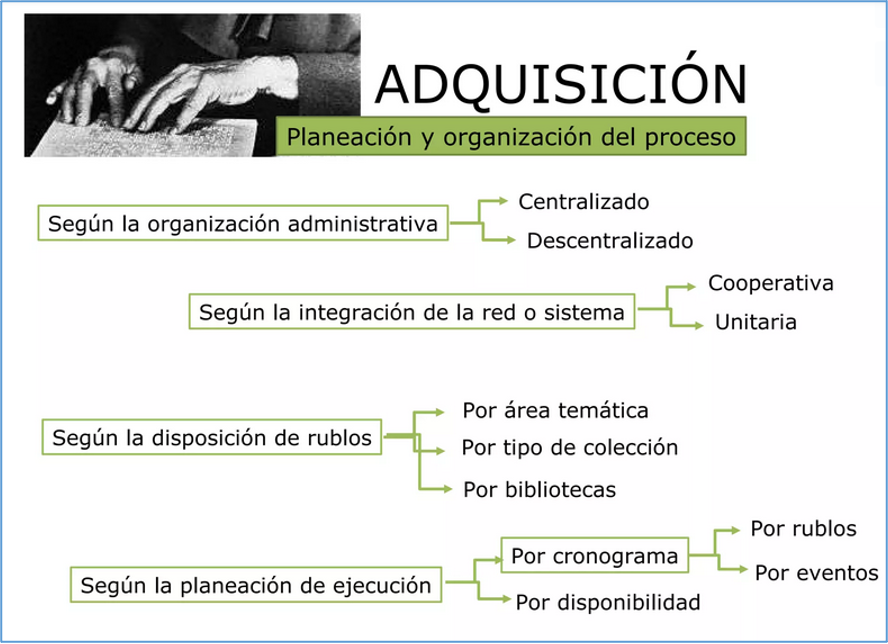 ADQUISICIÓN
Planeación y organización del proceso
Según la organización administrativa
Centralizado
Descentralizado
Según la integración de la red o sistema
Cooperativa
Unitaria
Según la disposición de rublos
Por área temática
Por tipo de colección
Por bibliotecas
Según la planeación de ejecución
Por cronograma
Por rublos
Por eventos
Por disponibilidad